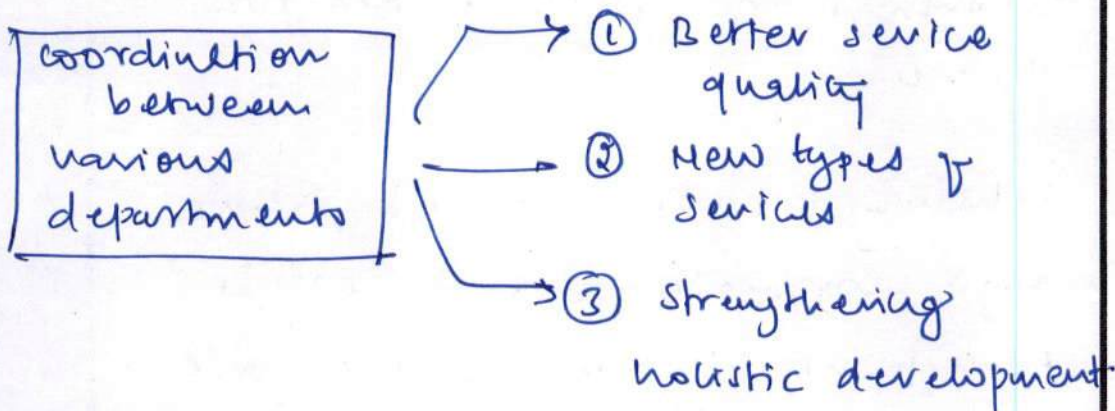 coordination
between
various
departments
① Better service
quality
② New types of
services
③ Strengthening
holistic development